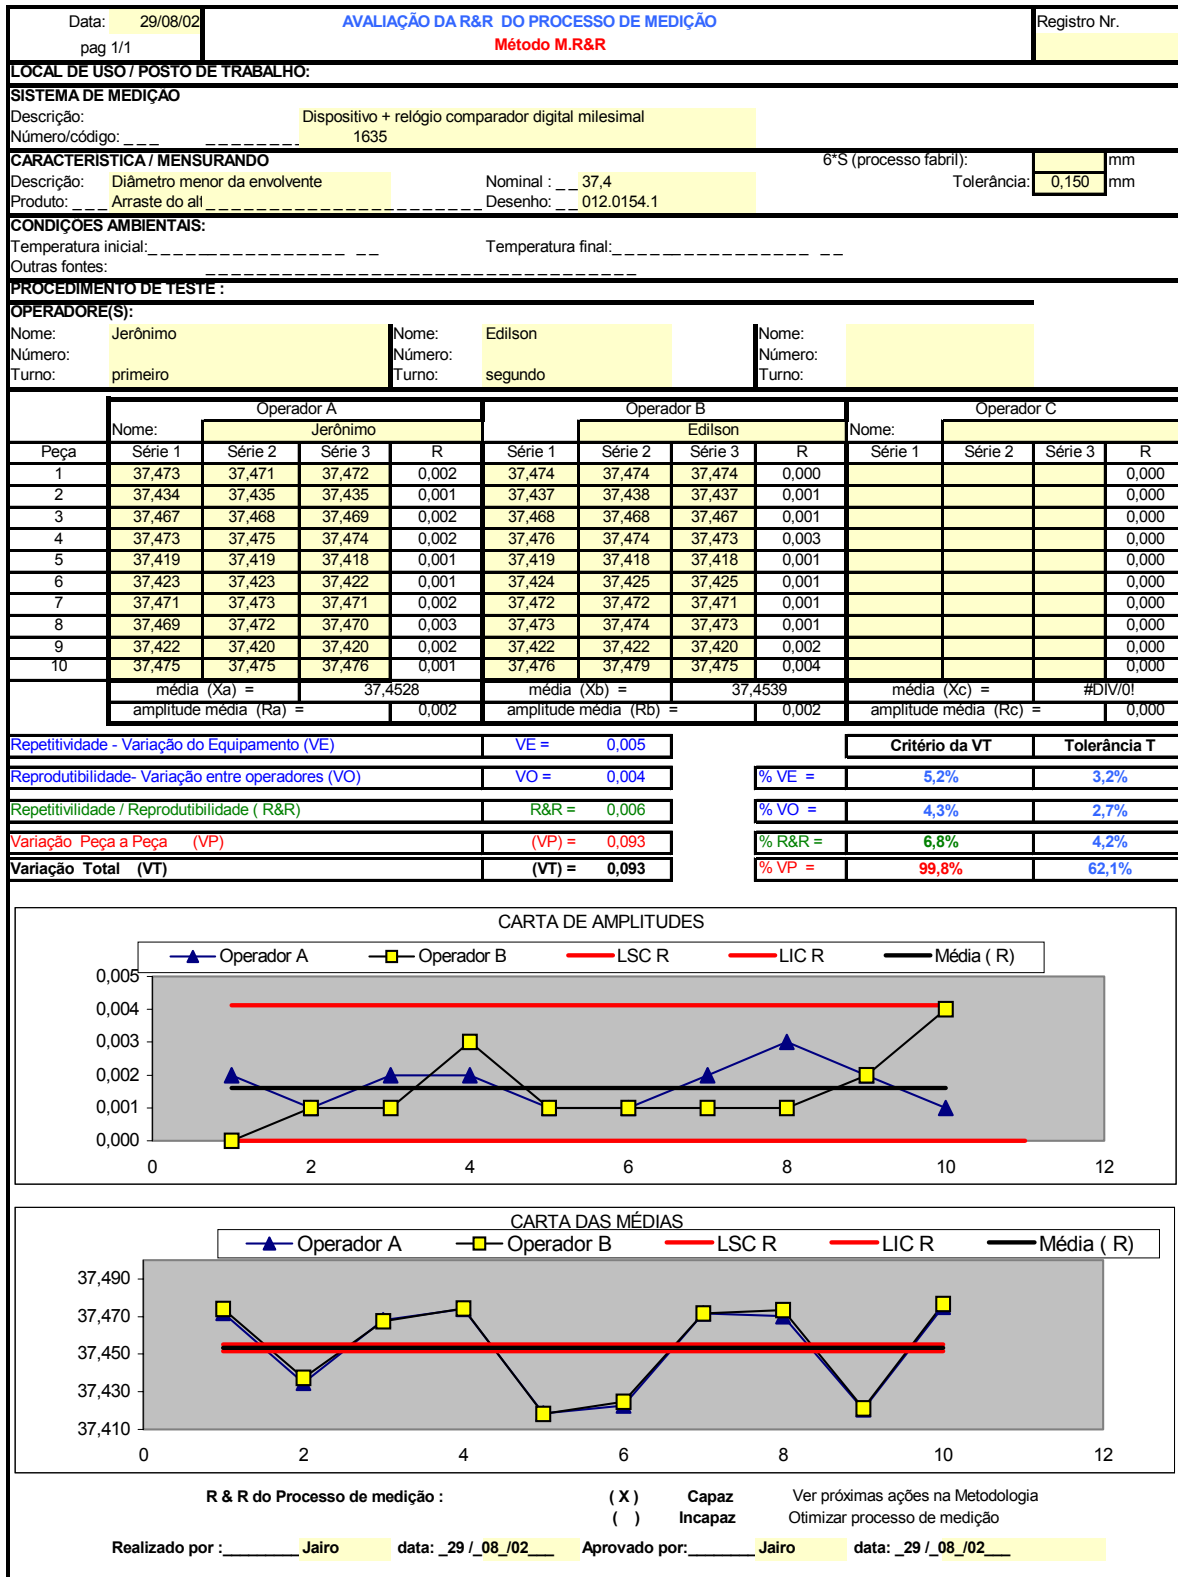 Data: 29/08/02 AVALIAÇÃO DA R&R DO PROCESSO DE MEDIÇÃO Registro Nr.
pag 1/1 Método M.R&R
LOCAL DE USO / POSTO DE TRABALHO:
SISTEMA DE MEDIÇÃO
Descrição: Dispositivo + relógio comparador digital milesimal
Número/código: _ _ _ _ _ _ _ _ _ _ _ 1635
CARACTERÍSTICA / MENSURANDO 6*S (processo fabril): mm
Descrição: Diâmetro menor da envolvente Nominal : _ _ 37,4 Tolerância: 0,150 mm
Produto: _ _ _ Arraste do alt _ _ _ _ _ _ _ _ _ _ _ _ _ _ _ _ _ _ _ _ _ Desenho: _ _ 012.0154.1
CONDIÇÕES AMBIENTAIS:
Temperatura inicial:_ _ _ _ _ _ _ _ _ _ _ _ _ _ _ _ Temperatura final:_ _ _ _ _ _ _ _ _ _ _ _ _ _ _ _
Outras fontes: _ _ _ _ _ _ _ _ _ _ _ _ _ _ _ _ _ _ _ _ _ _ _ _ _ _ _ _ _ _ _ _
PROCEDIMENTO DE TESTE :
OPERADORE(S):
Nome: Jerônimo Nome: Edilson Nome:
Número: Número: Número:
Turno: primeiro Turno: segundo Turno:
Operador A Operador B Operador C
Nome: Jerônimo Edilson Nome:
Peça Série 1 Série 2 Série 3 R Série 1 Série 2 Série 3 R Série 1 Série 2 Série 3 R
1 37,473 37,471 37,472 0,002 37,474 37,474 37,474 0,000 0,000
2 37,434 37,435 37,435 0,001 37,437 37,438 37,437 0,001 0,000
3 37,467 37,468 37,469 0,002 37,468 37,468 37,467 0,001 0,000
4 37,473 37,475 37,474 0,002 37,476 37,474 37,473 0,003 0,000
5 37,419 37,419 37,418 0,001 37,419 37,418 37,418 0,001 0,000
6 37,423 37,423 37,422 0,001 37,424 37,425 37,425 0,001 0,000
7 37,471 37,473 37,471 0,002 37,472 37,472 37,471 0,001 0,000
8 37,469 37,472 37,470 0,003 37,473 37,474 37,473 0,001 0,000
9 37,422 37,420 37,420 0,002 37,422 37,422 37,420 0,002 0,000
10 37,475 37,475 37,476 0,001 37,476 37,479 37,475 0,004 0,000
média (Xa) = 37,4528 média (Xb) = 37,4539 média (Xc) = #DIV/0!
amplitude média (Ra) = 0,002 amplitude média (Rb) = 0,002 amplitude média (Rc) = 0,000
Repetitividade - Variação do Equipamento (VE) VE = 0,005 Critério da VT Tolerância T
Reprodutibilidade- Variação entre operadores (VO) VO = 0,004 % VE = 5,2% 3,2%
Repetitivilidade / Reprodutibilidade ( R&R) R&R = 0,006 % VO = 4,3% 2,7%
Variação Peça a Peça (VP) (VP) = 0,093 % R&R = 6,8% 4,2%
Variação Total (VT) (VT) = 0,093 % VP = 99,8% 62,1%
CARTA DE AMPLITUDES
Operador A Operador B LSC R LIC R Média ( R)
0,005
0,004
0,003
0,002
0,001
0,000
0 2 4 6 8 10 12
CARTA DAS MÉDIAS
Operador A Operador B LSC R LIC R Média ( R)
37,490
37,470
37,450
37,430
37,410
0 2 4 6 8 10 12
R & R do Processo de medição : ( X ) Capaz Ver próximas ações na Metodologia
( ) Incapaz Otimizar processo de medição
Realizado por :_________ Jairo data: _29 /_08_/02___ Aprovado por:________ Jairo data: _29 /_08_/02___